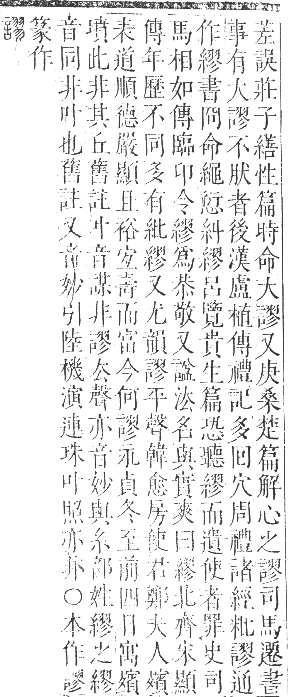 差誤莊子繕性篇時命大謬又庚桑楚篇解心之謬司馬遷書
事有大謬不然者後漢盧植傳禮記多回穴周禮諸經粃謬通
作繆書冏命繩愆糾繆呂覽貴生篇恐聽繆而遺使者罪史司
馬相如傳臨卬令繆爲恭敬又謚法名與實爽曰繆北齊宋顯
傳年歷不同多有紕繆又尤韻謬平聲韓愈房使君鄭夫人殯
表道順德嚴顯且裕宜壽而富今何謬永貞冬至前四日寓殯
墳此非其丘舊註叶音謀非謬去聲亦音妙與糸部姓繆之繆
音同非叶也舊註又音妙引陸機演連珠叶照亦非○本作謬
篆作
謬